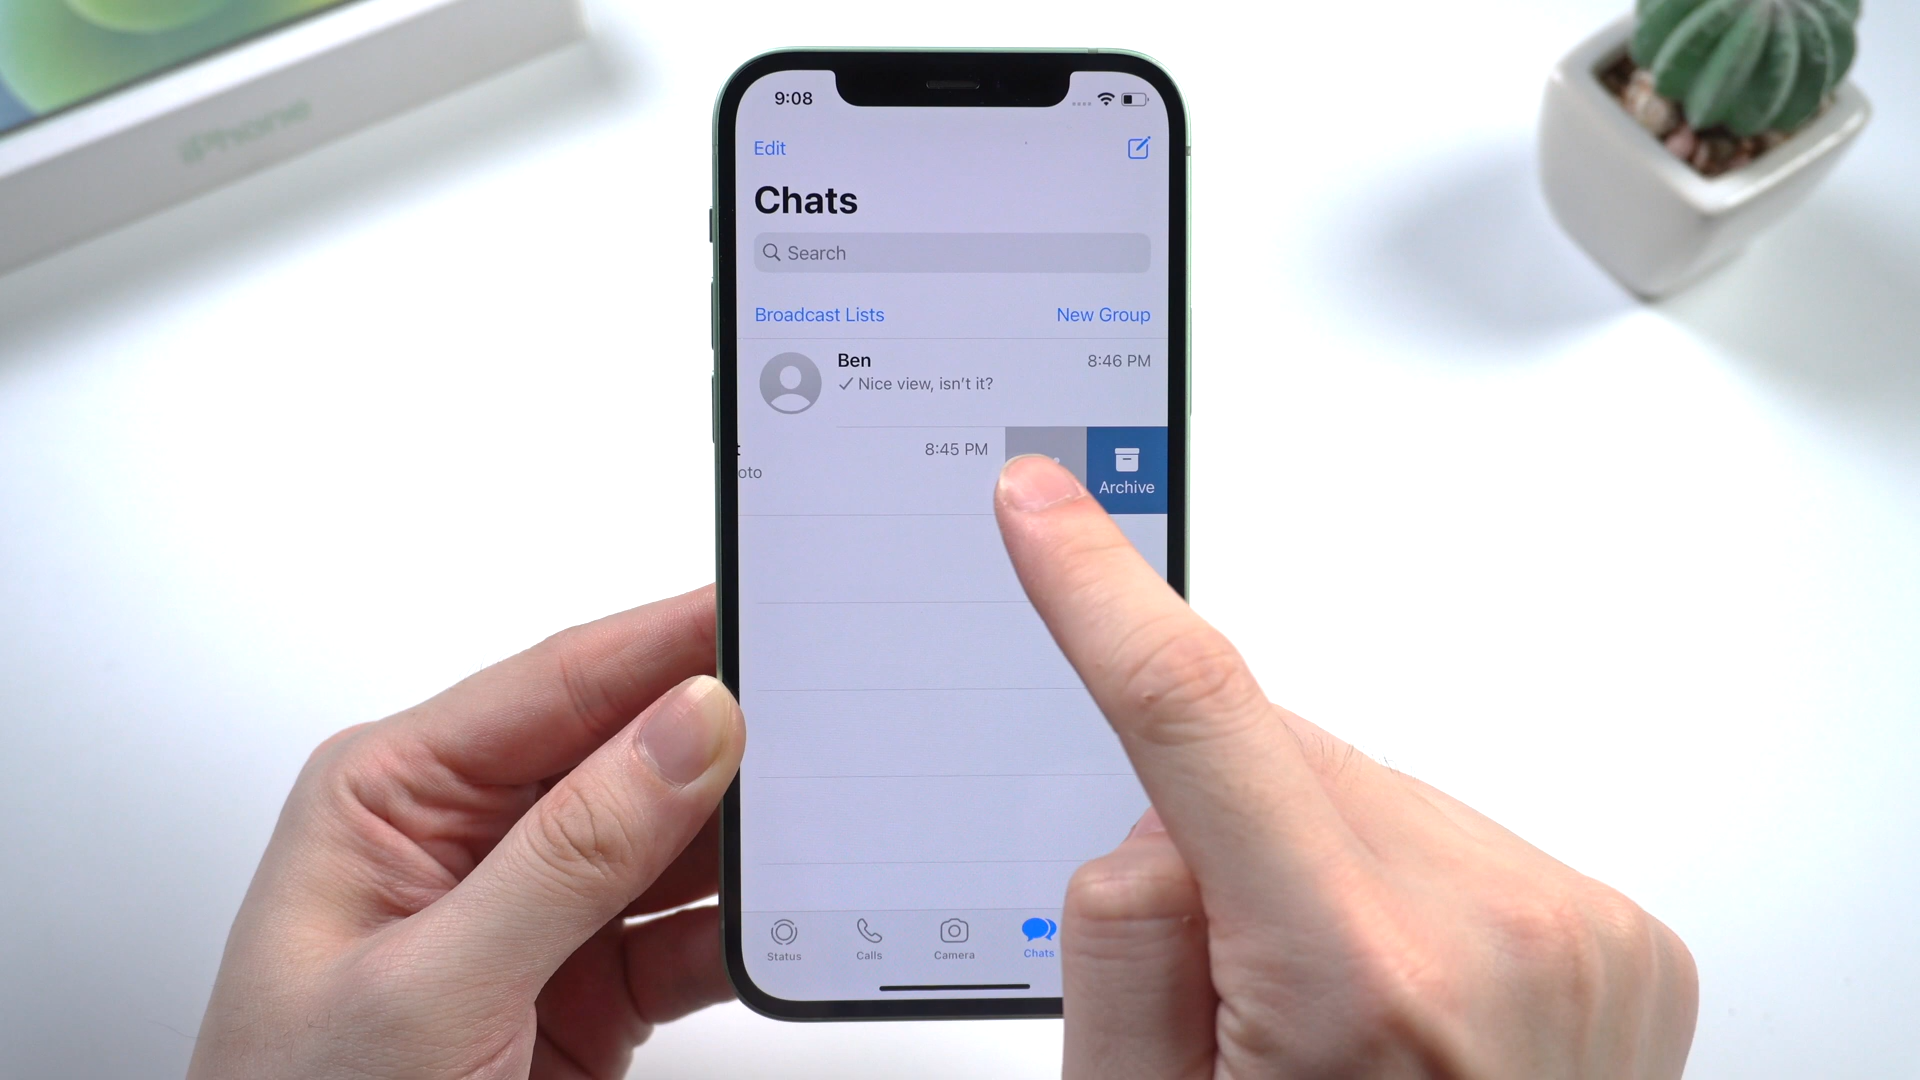 iPhone
9:08
Edit
Chats
Search
Broadcast Lists New Group
Ben 8:46 PM
✓ Nice view, isn't it?
t 8:45 PM
oto
Archive
Status Calls Camera Chats